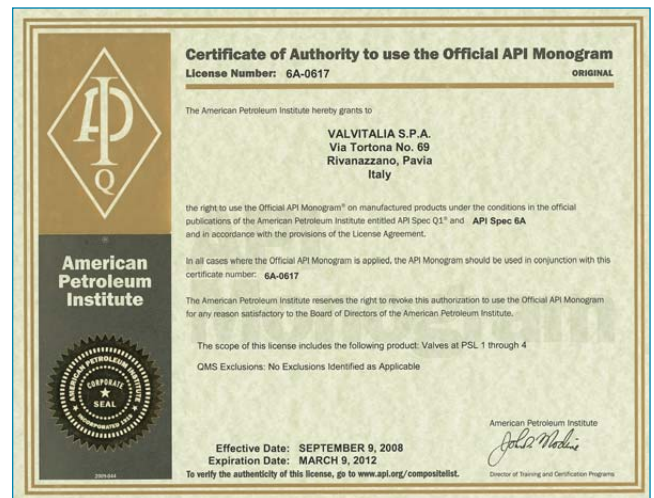 Certificate of Authority to use the Official API Monogram
License Number: 6A-0617
ORIGINAL
The American Petroleum Institute hereby grants to
VALVITALIA S.P.A.
Via Tortona No. 69
Rivanazzano, Pavia
Italy
the right to use the Official API Monogram® on manufactured products under the conditions in the official
publications of the American Petroleum Institute entitled API Spec Q1® and API Spec 6A
and in accordance with the provisions of the License Agreement.
In all cases where the Official API Monogram is applied, the API Monogram should be used in conjunction with this
certificate number: 6A-0617
The American Petroleum Institute reserves the right to revoke this authorization to use the Official API Monogram
for any reason satisfactory to the Board of Directors of the American Petroleum Institute.
The scope of this license includes the following product: Valves at PSL 1 through 4
QMS Exclusions: No Exclusions Identified as Applicable
American Petroleum Institute
Effective Date: SEPTEMBER 9, 2008
Expiration Date: MARCH 9, 2012
To verify the authenticity of this license, go to www.api.org/compositelist.
Director of Training and Certification Programs
API
Q
American
Petroleum
Institute
AMERICAN PETROLEUM INSTITUTE
INCORPORATED
CORPORATE
SEAL